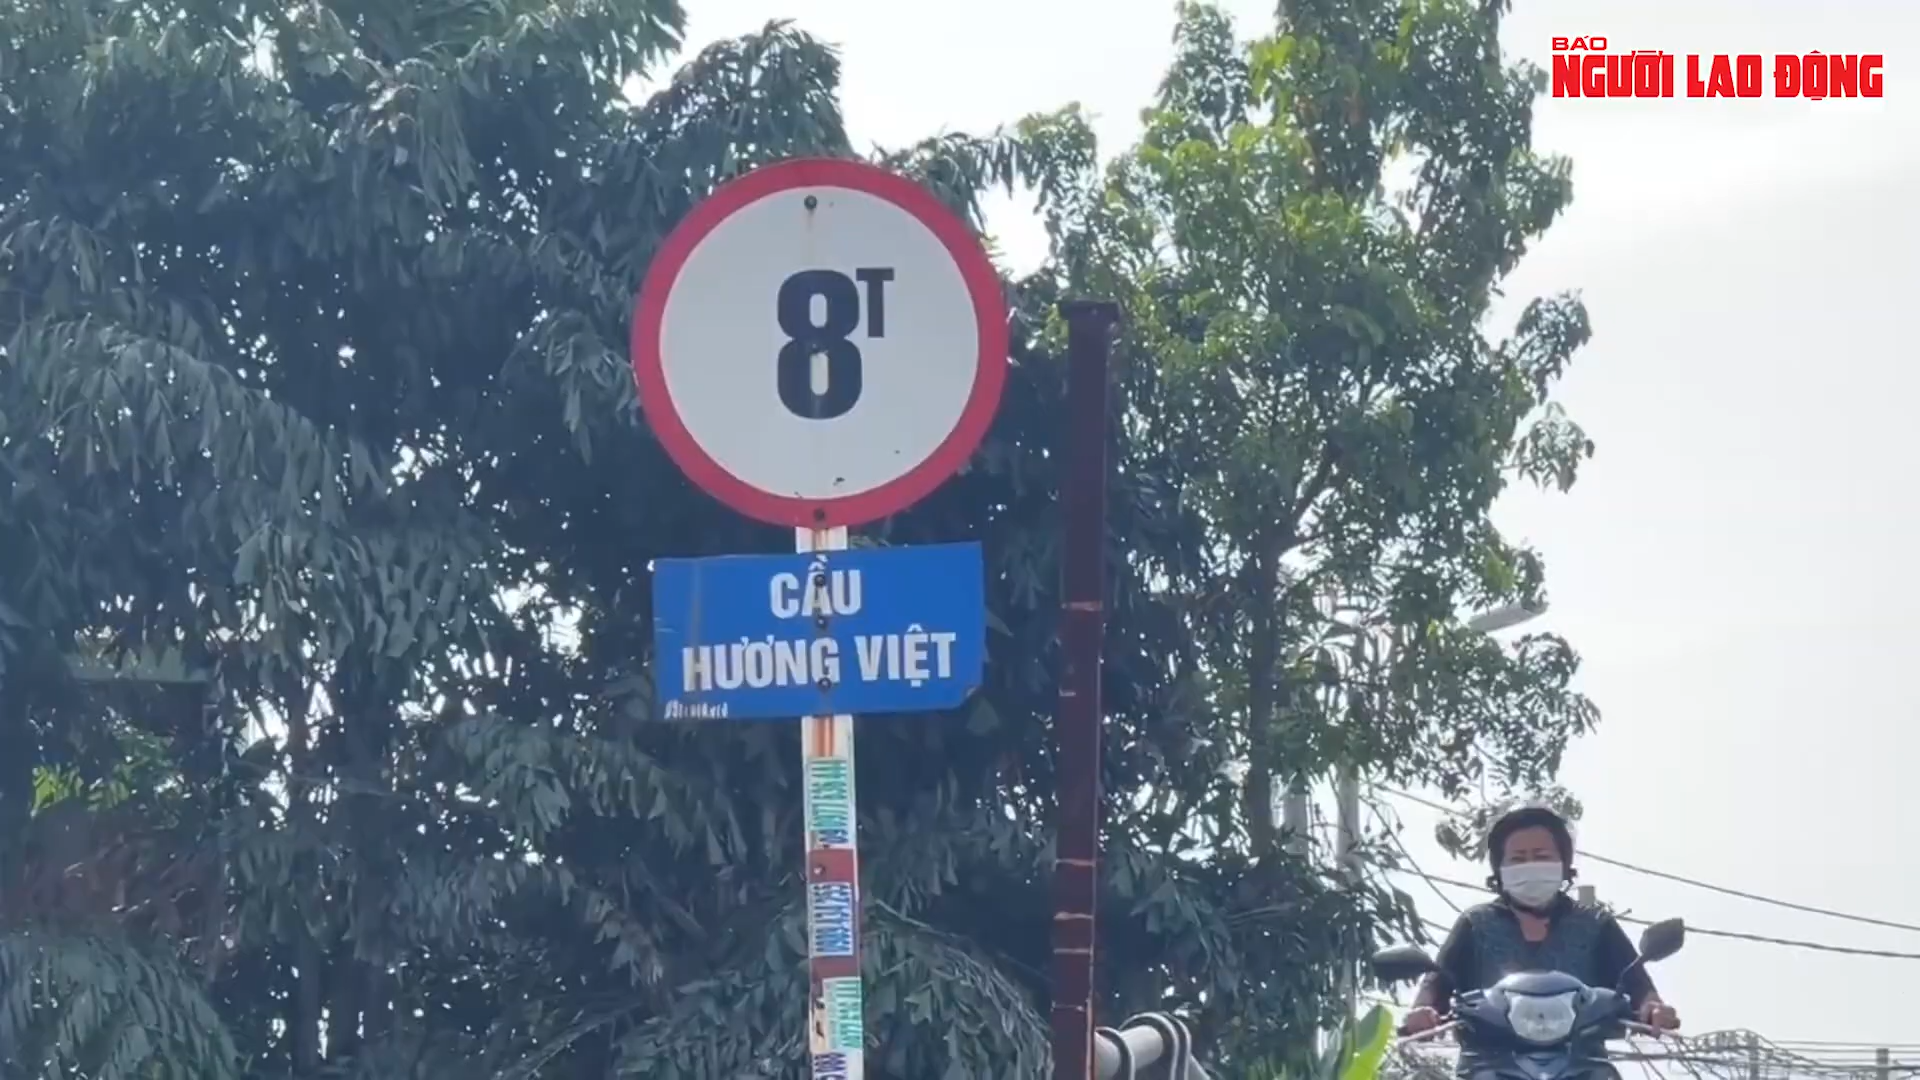 BÁO
NGƯỜI LAO ĐỘNG
8T
CẦU
HƯƠNG VIỆT